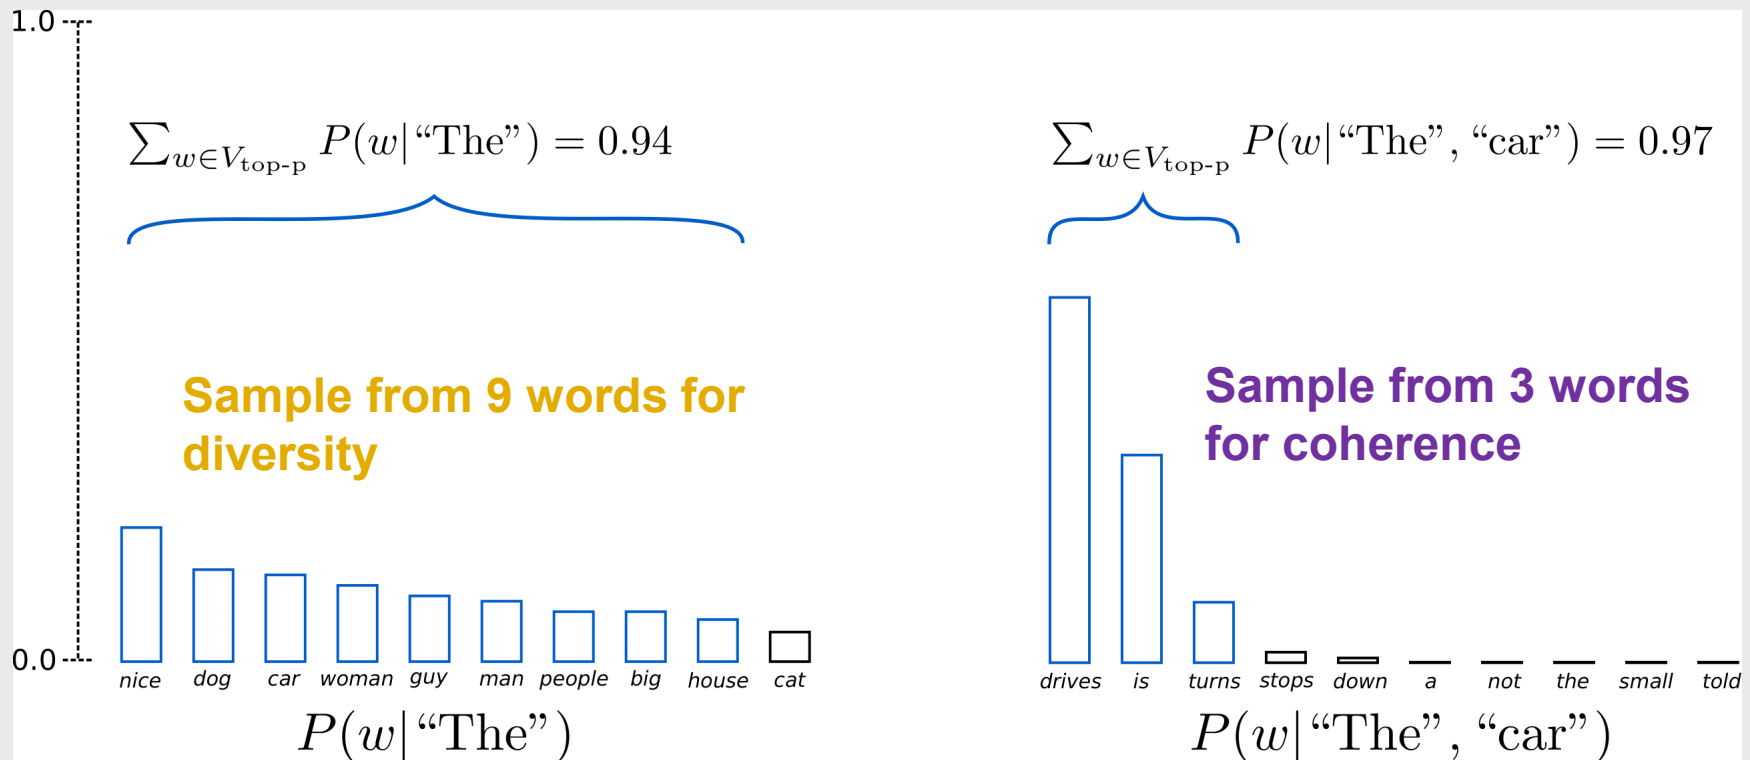 1.0
∑w∈Vtop-p P(w|“The”) = 0.94
∑w∈Vtop-p P(w|“The”, “car”) = 0.97
Sample from 9 words for
diversity
Sample from 3 words
for coherence
0.0
nice dog car woman guy man people big house cat
drives is turns stops down a not the small told
P(w|“The”)
P(w|“The”, “car”)